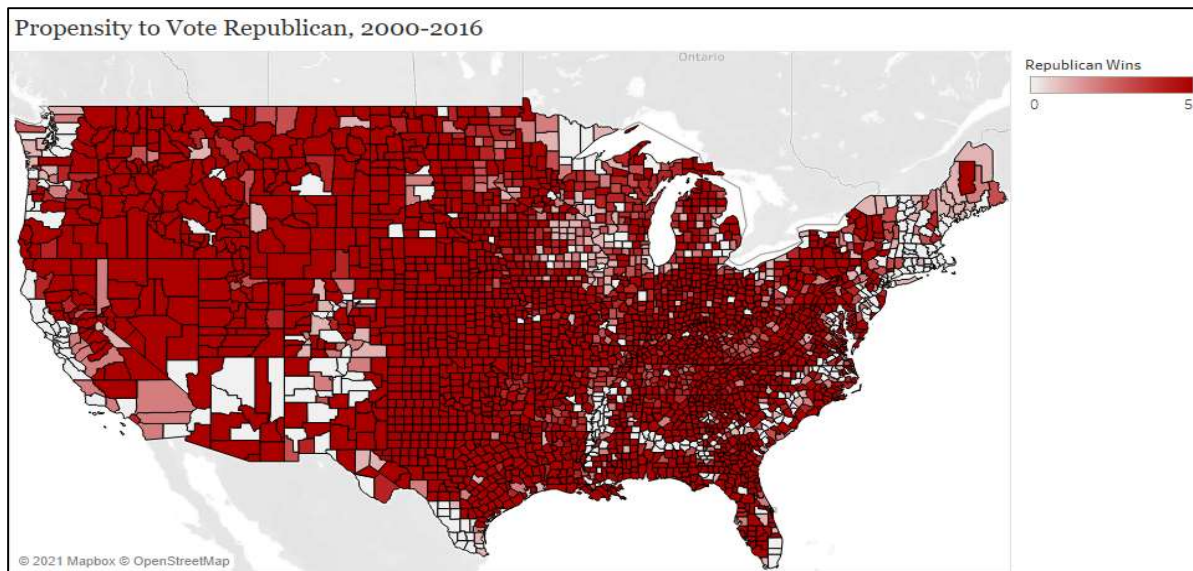 Propensity to Vote Republican, 2000-2016
Ontario
Republican Wins
0 5
© 2021 Mapbox © OpenStreetMap